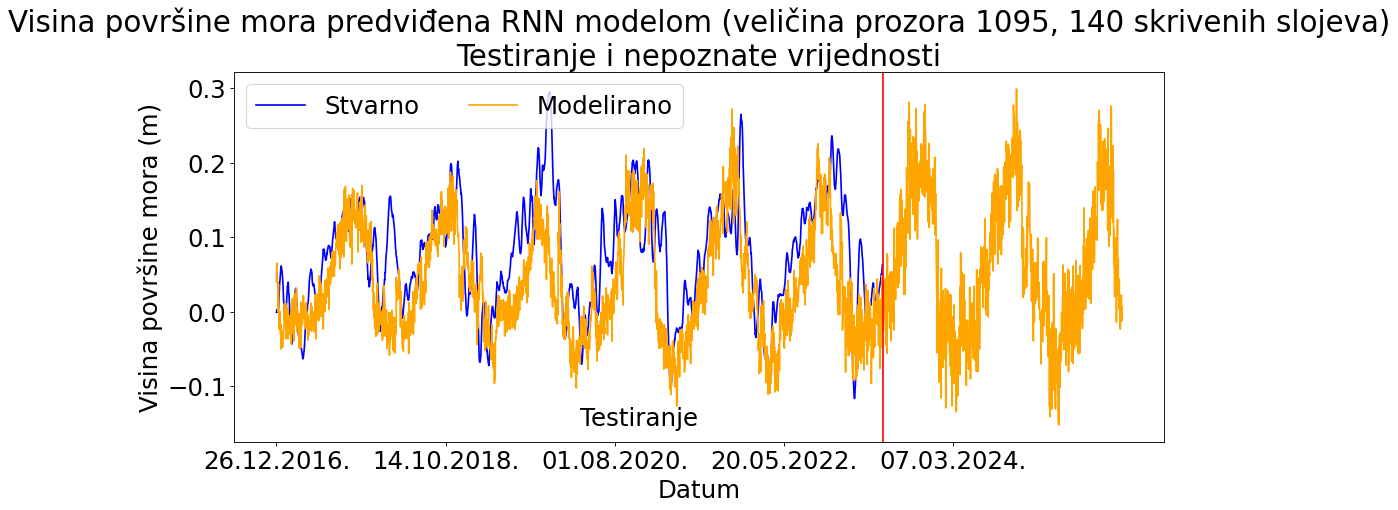 Visina površine mora predviđena RNN modelom (veličina prozora 1095, 140 skrivenih slojeva)
Testiranje i nepoznate vrijednosti
Stvarno
Modelirano
Visina površine mora (m)
0.3
0.2
0.1
0.0
−0.1
Testiranje
26.12.2016.
14.10.2018.
01.08.2020.
20.05.2022.
07.03.2024.
Datum